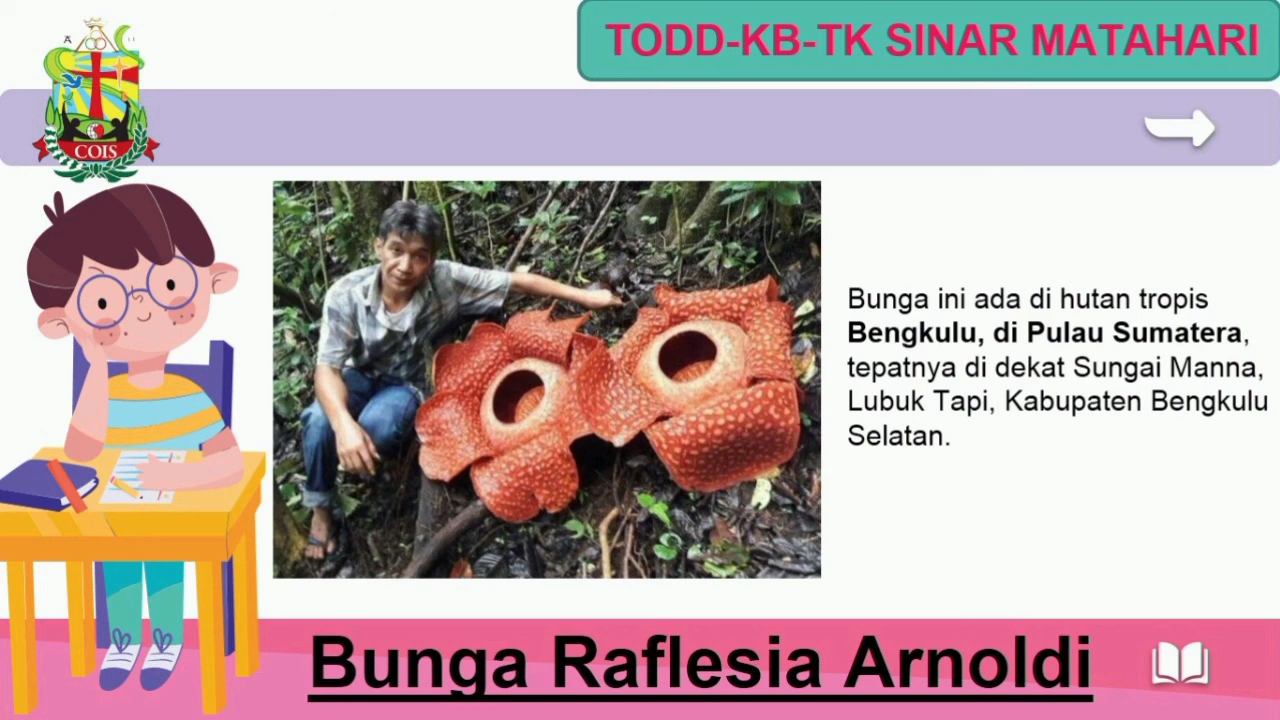 TODD-KB-TK SINAR MATAHARI
COIS
Bunga ini ada di hutan tropis
Bengkulu, di Pulau Sumatera,
tepatnya di dekat Sungai Manna,
Lubuk Tapi, Kabupaten Bengkulu
Selatan.
Bunga Raflesia Arnoldi